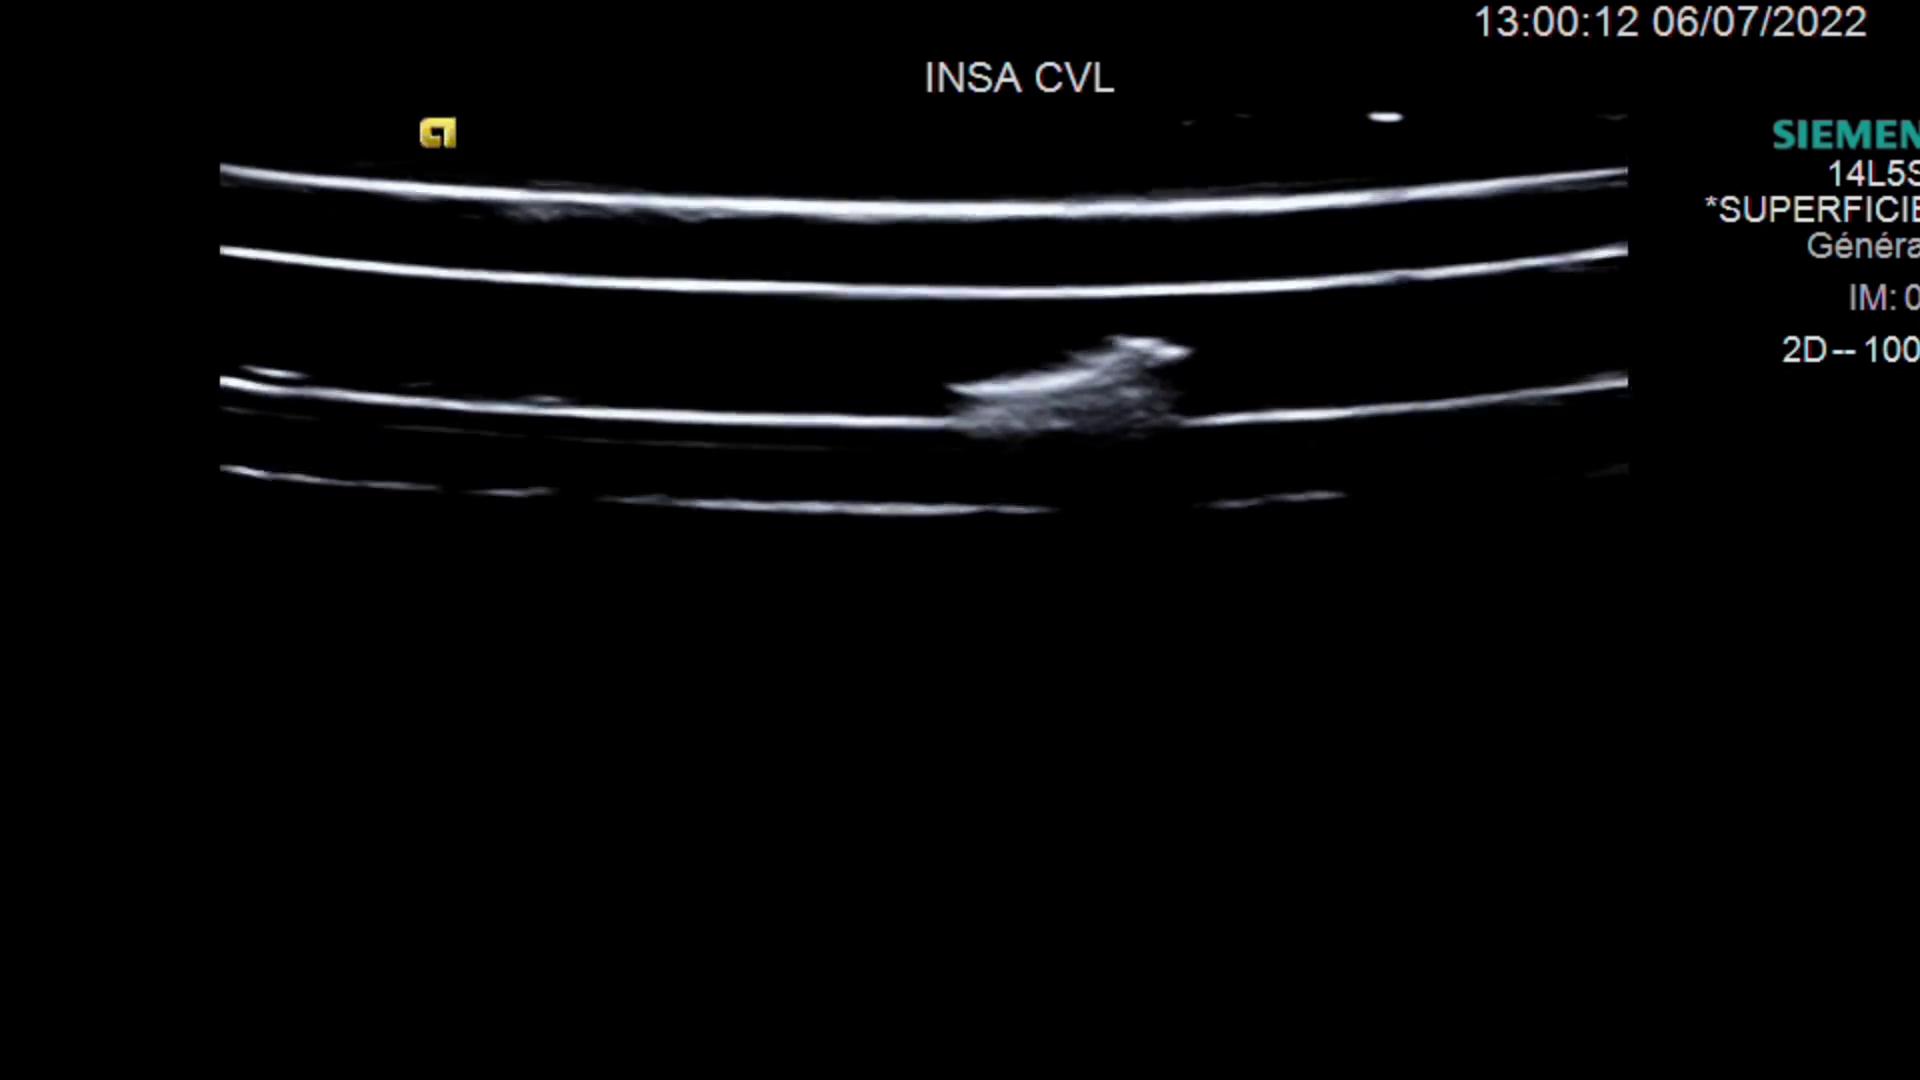 13:00:12 06/07/2022
INSA CVL
SIEMEN
14L5S
*SUPERFICIE
Généra
IM: 0
2D-- 100